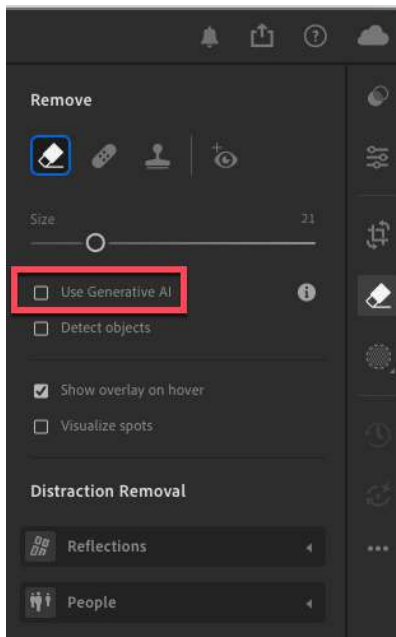 Remove
Size 21
Use Generative AI
Detect objects
Show overlay on hover
Visualize spots
Distraction Removal
Reflections
People